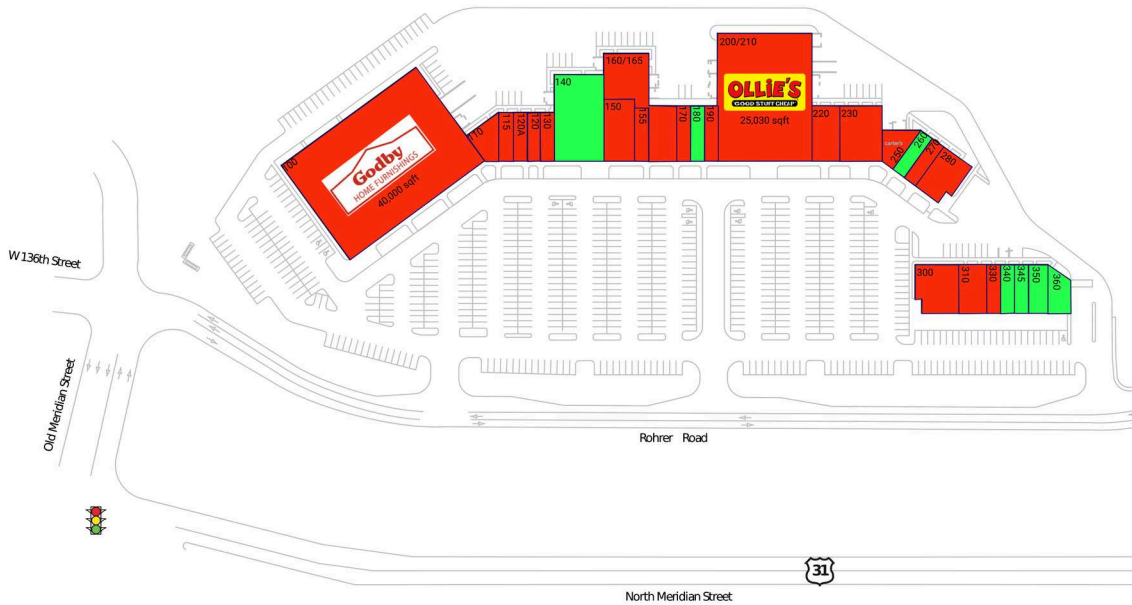 200/210
160/165
140
OLLIE'S
GOOD STUFF CHEAP
25,030 sqft
100
Godby
HOME FURNISHINGS
40,000 sqft
110
115
120A
120
130
150
155
170
180
190
220
230
carter's
250
260
270
280
W 136th Street
300
310
330
340
345
350
360
Old Meridian Street
Rohrer Road
31
North Meridian Street